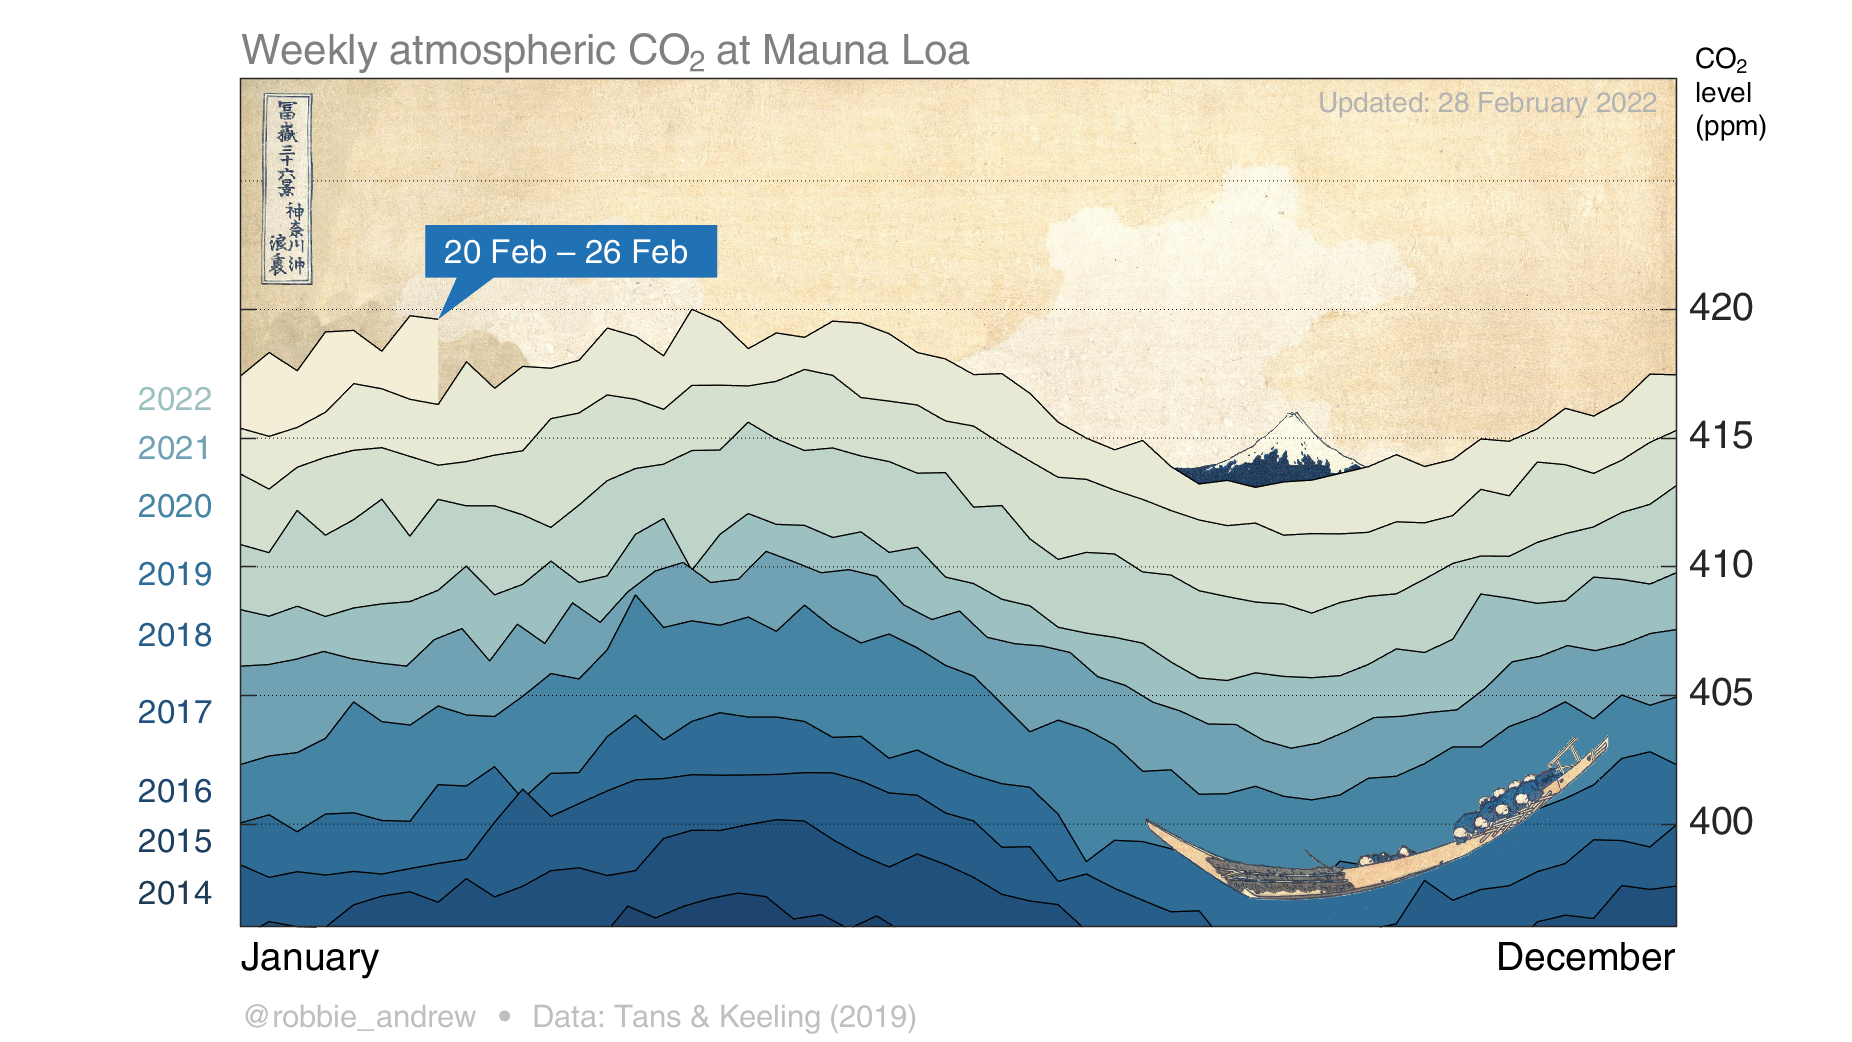 Weekly atmospheric CO₂ at Mauna Loa
CO₂
level
(ppm)
Updated: 28 February 2022
冨嶽三十六景
神奈川沖
浪裏
20 Feb – 26 Feb
420
415
410
405
400
2022
2021
2020
2019
2018
2017
2016
2015
2014
January
December
@robbie_andrew • Data: Tans & Keeling (2019)